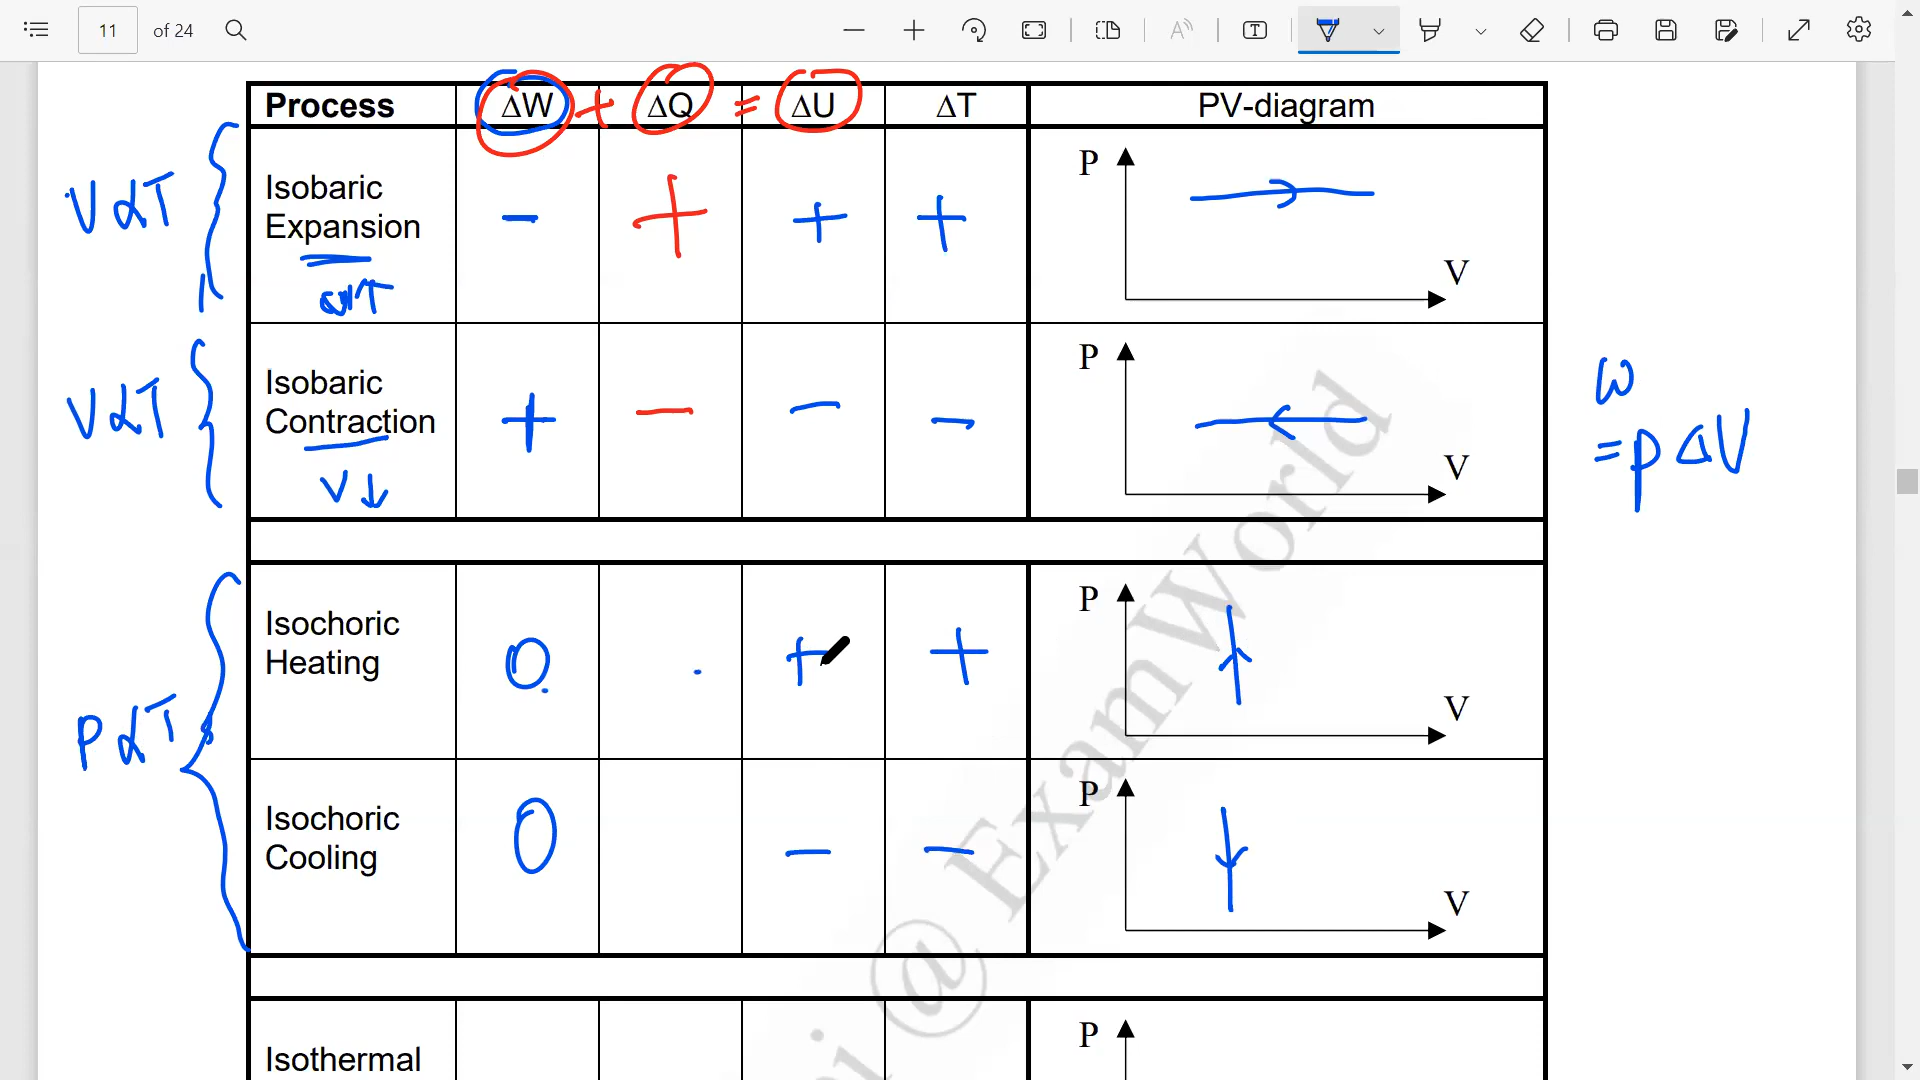 11 of 24
Process ΔW + ΔQ = ΔU ΔT PV-diagram
V α T
Isobaric
Expansion
- + + +
P
V
V α T
Isobaric
Contraction
V ↓
+ - - -
P
V
W
= P Δ V
P α T
Isochoric
Heating
0 + +
P
V
Isochoric
Cooling
0 - -
P
V
Isothermal
P
@ ExamWorld